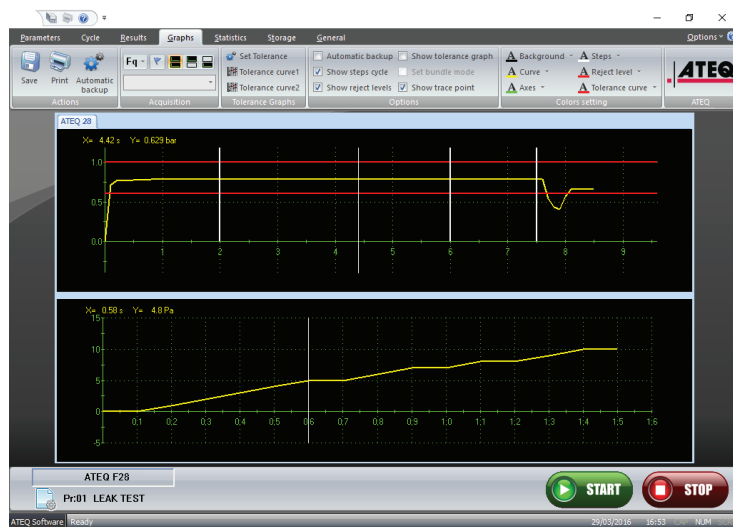 Parameters Cycle Results Graphs Statistics Storage General Options
Save Print Automatic backup
Actions
Fq
Acquisition
Set Tolerance
Tolerance curve1
Tolerance curve2
Tolerance Graphs
Automatic backup Show tolerance graph
Show steps cycle Set bundle mode
Show reject levels Show trace point
Options
A Background A Steps
A Curve A Reject level
A Axes A Tolerance curve
Colors setting
ATEQ
ATEQ
ATEQ 28
X= 4.42 s Y= 0.629 bar
1.0
0.5
0.0
1 2 3 4 5 6 7 8 9
X= 0.58 s Y= 4.8 Pa
15
10
5
0
0.1 0.2 0.3 0.4 0.5 0.6 0.7 0.8 0.9 1.0 1.1 1.2 1.3 1.4 1.5 1.6
-5
ATEQ F28
Pr:01 LEAK TEST
START STOP
ATEQ Software Ready 29/03/2016 16:53 CAP NUM